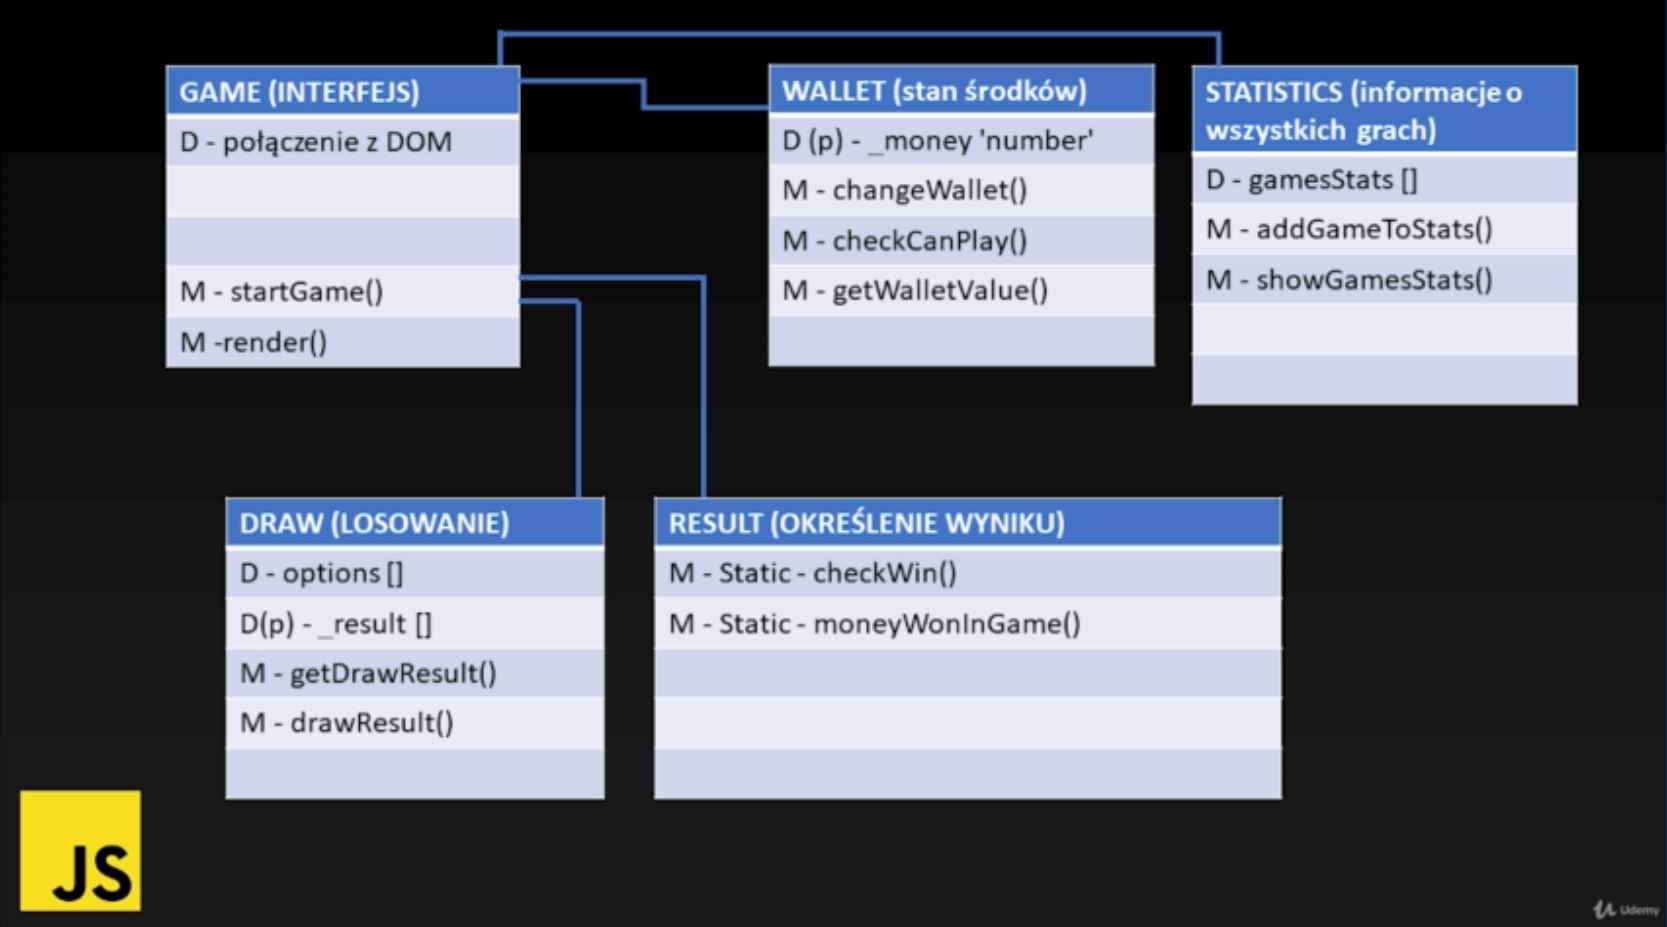 GAME (INTERFEJS)
D - połączenie z DOM
M - startGame()
M -render()
WALLET (stan środków)
D (p) - _money 'number'
M - changeWallet()
M - checkCanPlay()
M - getWalletValue()
STATISTICS (informacje o
wszystkich grach)
D - gamesStats []
M - addGameToStats()
M - showGamesStats()
DRAW (LOSOWANIE)
D - options []
D(p) - _result []
M - getDrawResult()
M - drawResult()
RESULT (OKREŚLENIE WYNIKU)
M - Static - checkWin()
M - Static - moneyWonInGame()
JS
Udemy